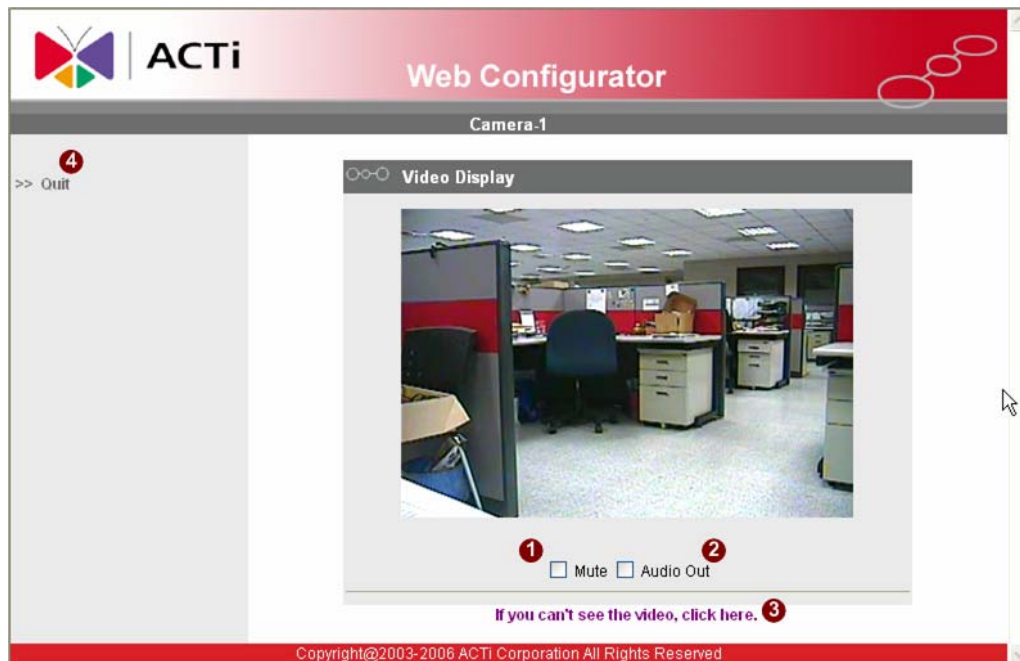 ACTi
Web Configurator
Camera-1
4
>> Quit
Video Display
1 2
Mute Audio Out
If you can't see the video, click here. 3
Copyright@2003-2006 ACTi Corporation All Rights Reserved